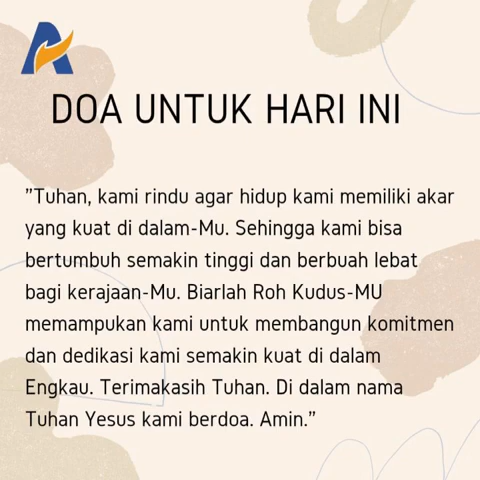 DOA UNTUK HARI INI
"Tuhan, kami rindu agar hidup kami memiliki akar
yang kuat di dalam-Mu. Sehingga kami bisa
bertumbuh semakin tinggi dan berbuah lebat
bagi kerajaan-Mu. Biarlah Roh Kudus-MU
memampukan kami untuk membangun komitmen
dan dedikasi kami semakin kuat di dalam
Engkau. Terimakasih Tuhan. Di dalam nama
Tuhan Yesus kami berdoa. Amin."